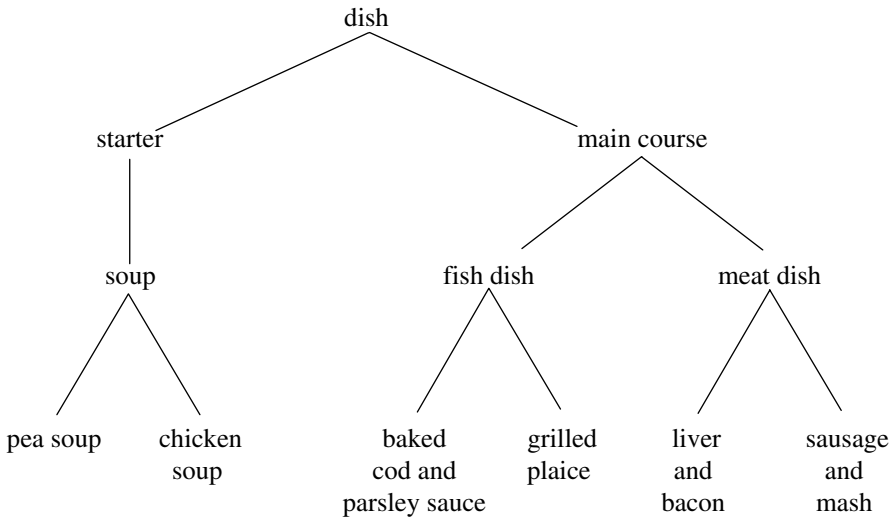 dish
starter
main course
soup
fish dish
meat dish
pea soup
chicken
soup
baked
cod and
parsley sauce
grilled
plaice
liver
and
bacon
sausage
and
mash